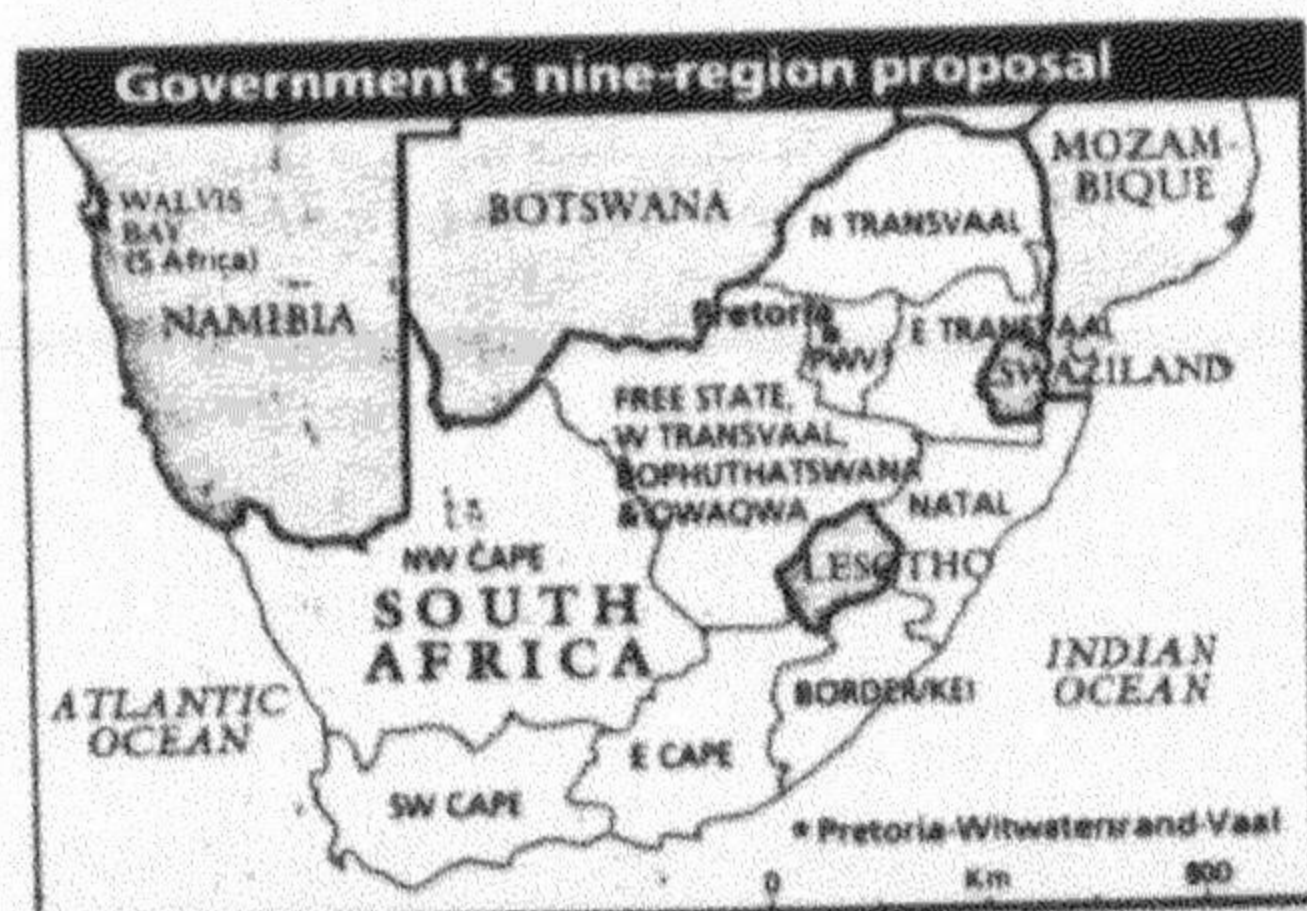 Government's nine-region proposal
WALVIS
BAY
(S Africa)
NAMIBIA
BOTSWANA
N TRANSVAAL
MOZAM-
BIQUE
Pretoria
PWV
E TRANSVAAL
SWAZILAND
FREE STATE,
W TRANSVAAL,
BOPHUTHATSWANA
& QWAQWA
NATAL
LESOTHO
NW CAPE
SOUTH
AFRICA
ATLANTIC
OCEAN
INDIAN
OCEAN
BORDER/KEI
E CAPE
SW CAPE
* Pretoria-Witwatersrand-Vaal
0 Km 800